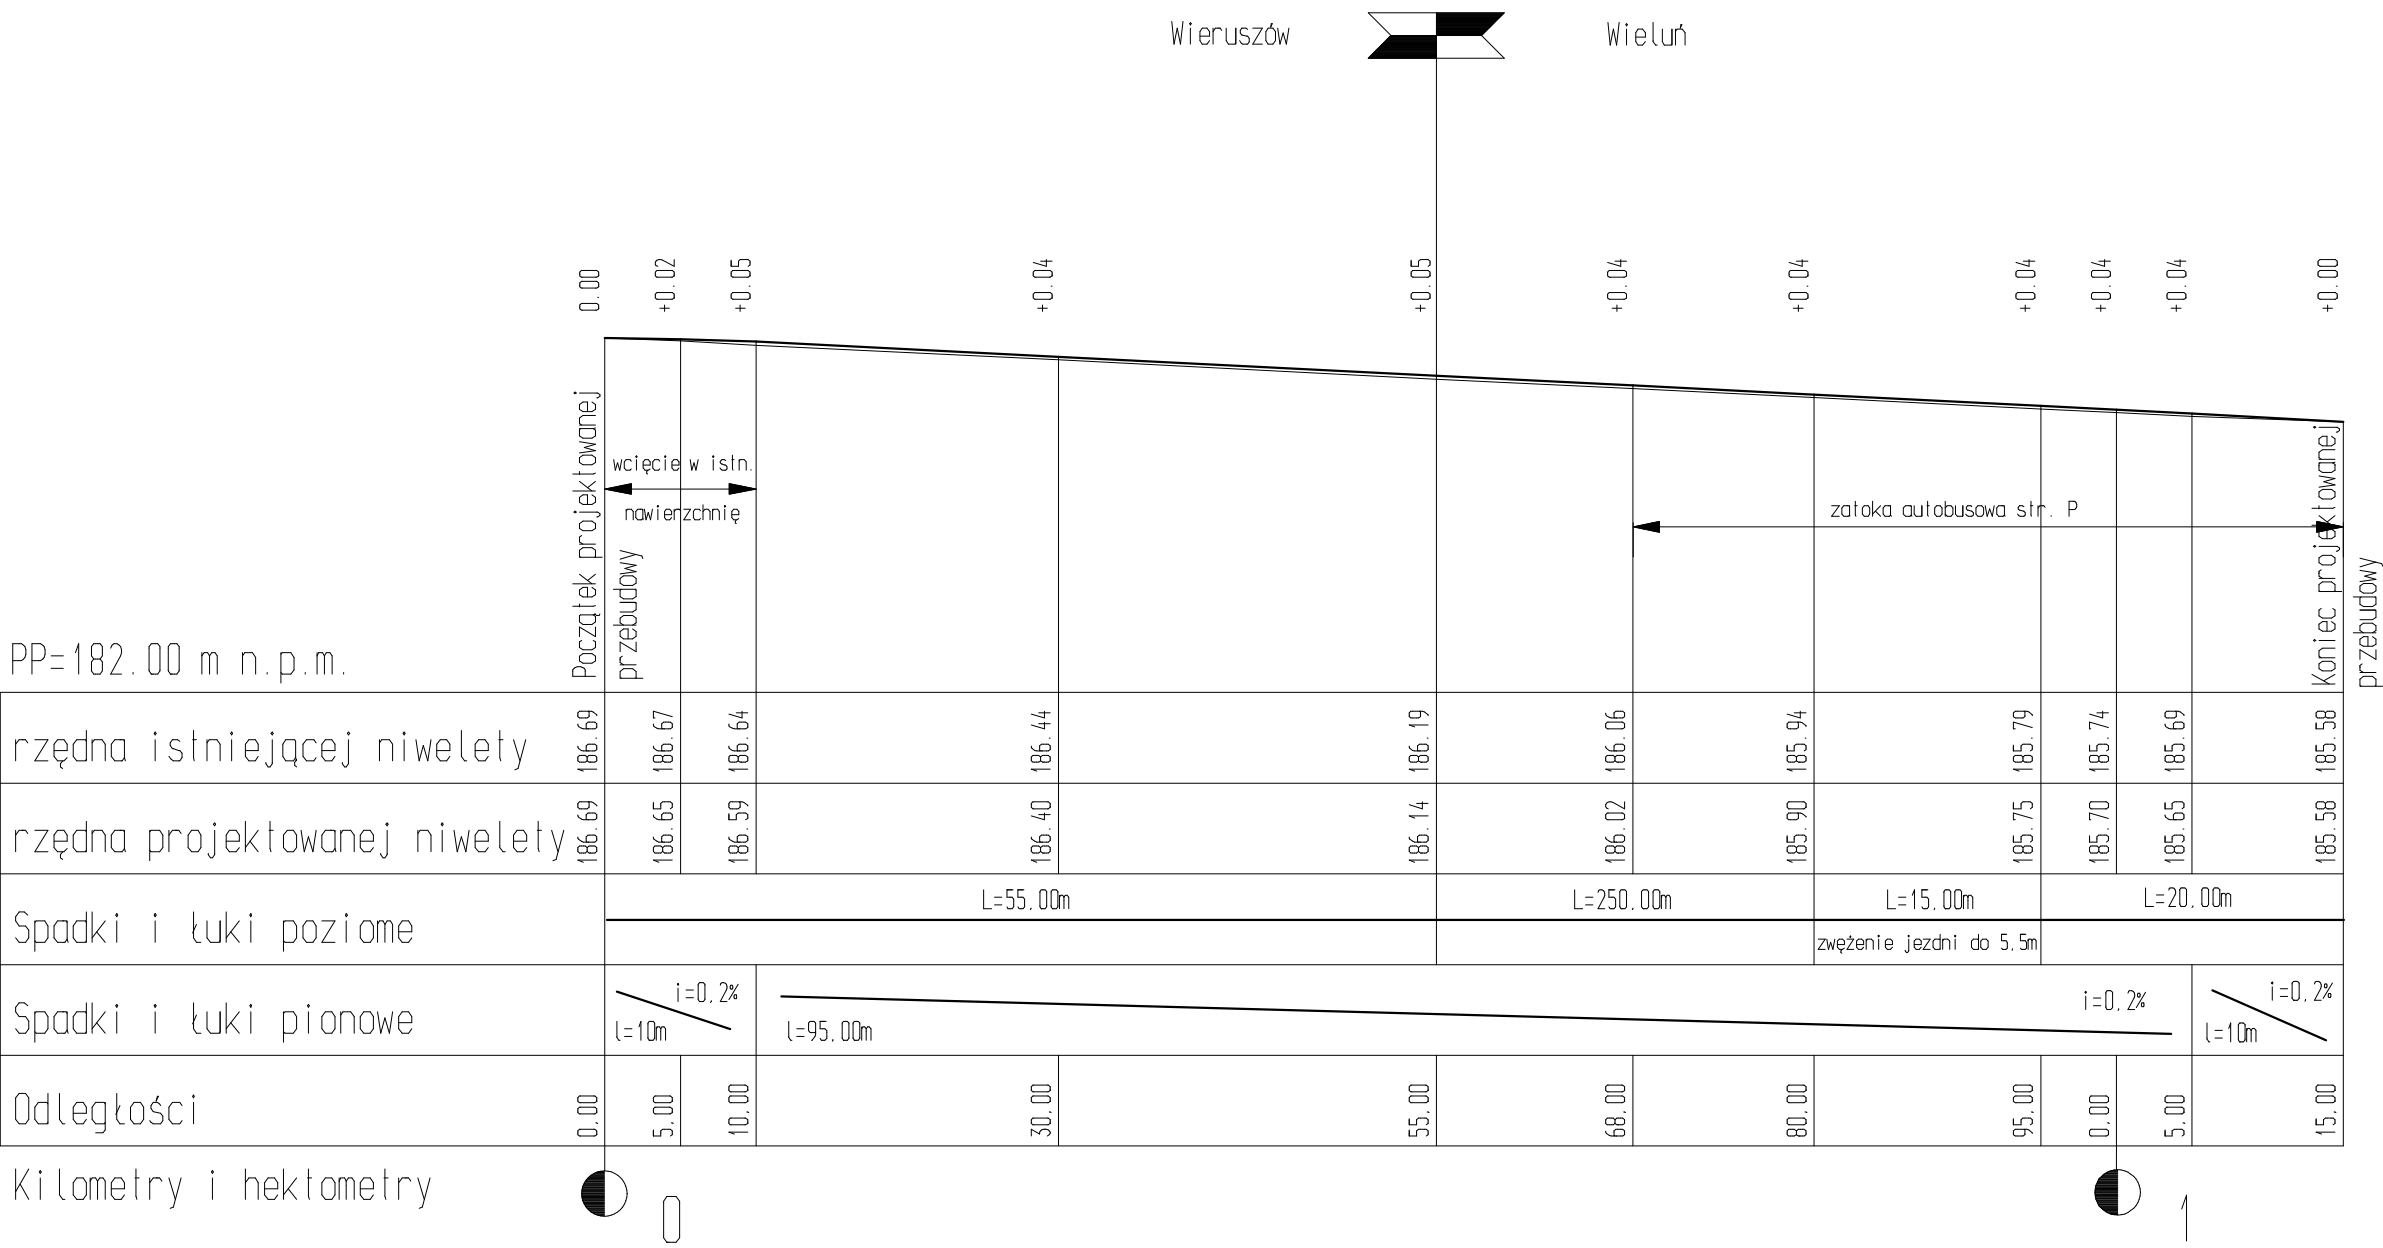 Wieruszów Wieluń
0.00 +0.02 +0.05 +0.04 +0.05 +0.04 +0.04 +0.04 +0.04 +0.04 +0.00
Początek projektowanej
przebudowy
wcięcie w istn.
nawierzchnię
zatoka autobusowa str. P
Koniec projektowanej
przebudowy
PP=182.00 m n.p.m.
rzędna istniejącej niwelety 186.69 186.67 186.64 186.44 186.19 186.06 185.94 185.79 185.74 185.69 185.58
rzędna projektowanej niwelety 186.69 186.65 186.59 186.40 186.14 186.02 185.90 185.75 185.70 185.65 185.58
Spadki i łuki poziome L=55,00m L=250,00m L=15,00m L=20,00m
zwężenie jezdni do 5,5m
Spadki i łuki pionowe i=0,2% i=0,2% i=0,2%
l=10m l=95,00m l=10m
Odległości 0,00 5,00 10,00 30,00 55,00 68,00 80,00 95,00 0,00 5,00 15,00
Kilometry i hektometry 0 1